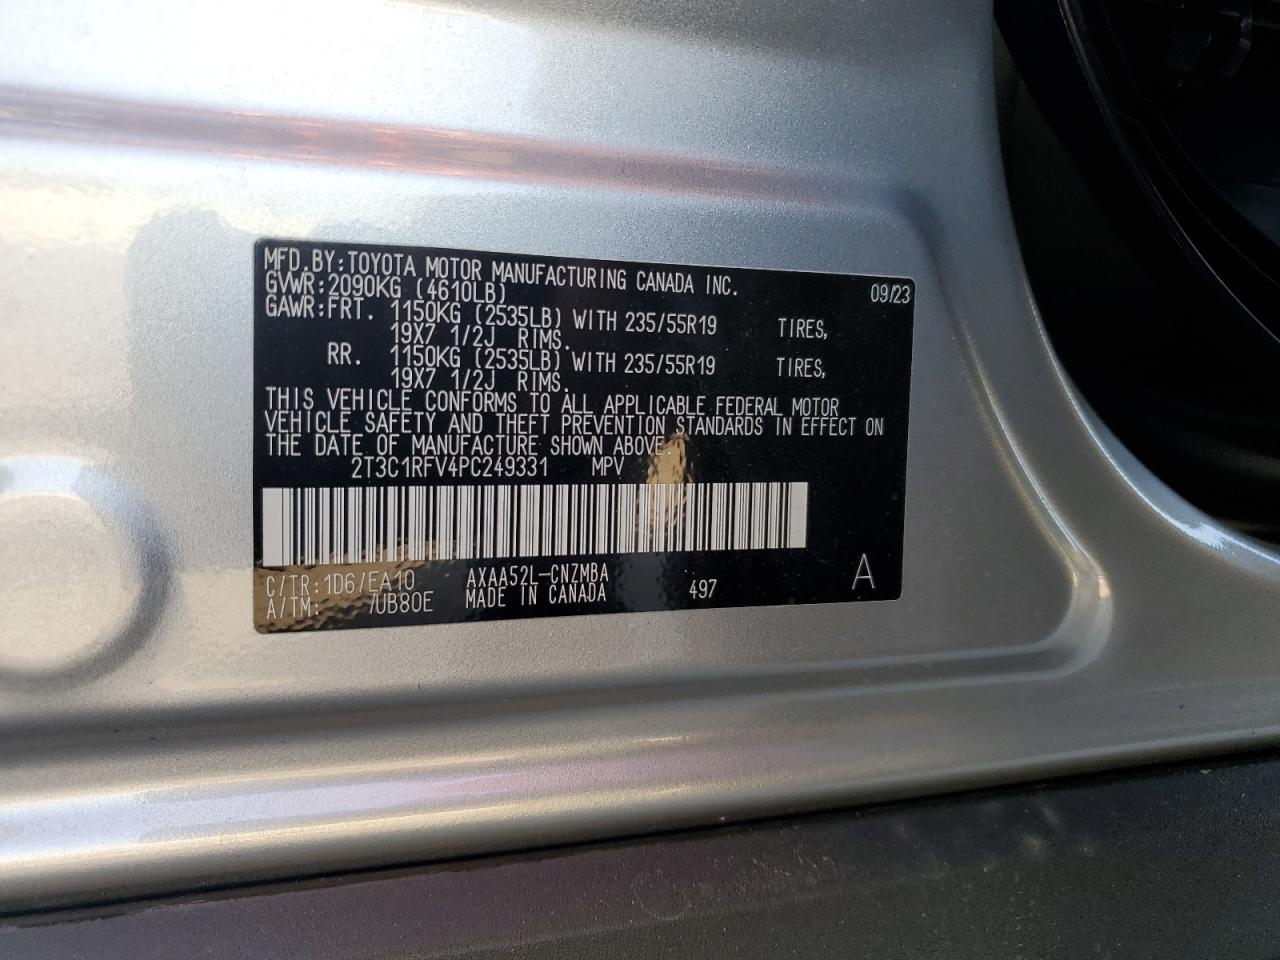 MFD.BY:TOYOTA MOTOR MANUFACTURING CANADA INC.
GVWR:2090KG (4610LB) 09/23
GAWR:FRT. 1150KG (2535LB) WITH 235/55R19 TIRES,
19X7 1/2J RIMS.
RR. 1150KG (2535LB) WITH 235/55R19 TIRES,
19X7 1/2J RIMS.
THIS VEHICLE CONFORMS TO ALL APPLICABLE FEDERAL MOTOR
VEHICLE SAFETY AND THEFT PREVENTION STANDARDS IN EFFECT ON
THE DATE OF MANUFACTURE SHOWN ABOVE.
2T3C1RFV4PC249331 MPV
C/TR:1D6/EA10 AXAA52L-CNZMBA A
A/TM: /UB80E MADE IN CANADA 497